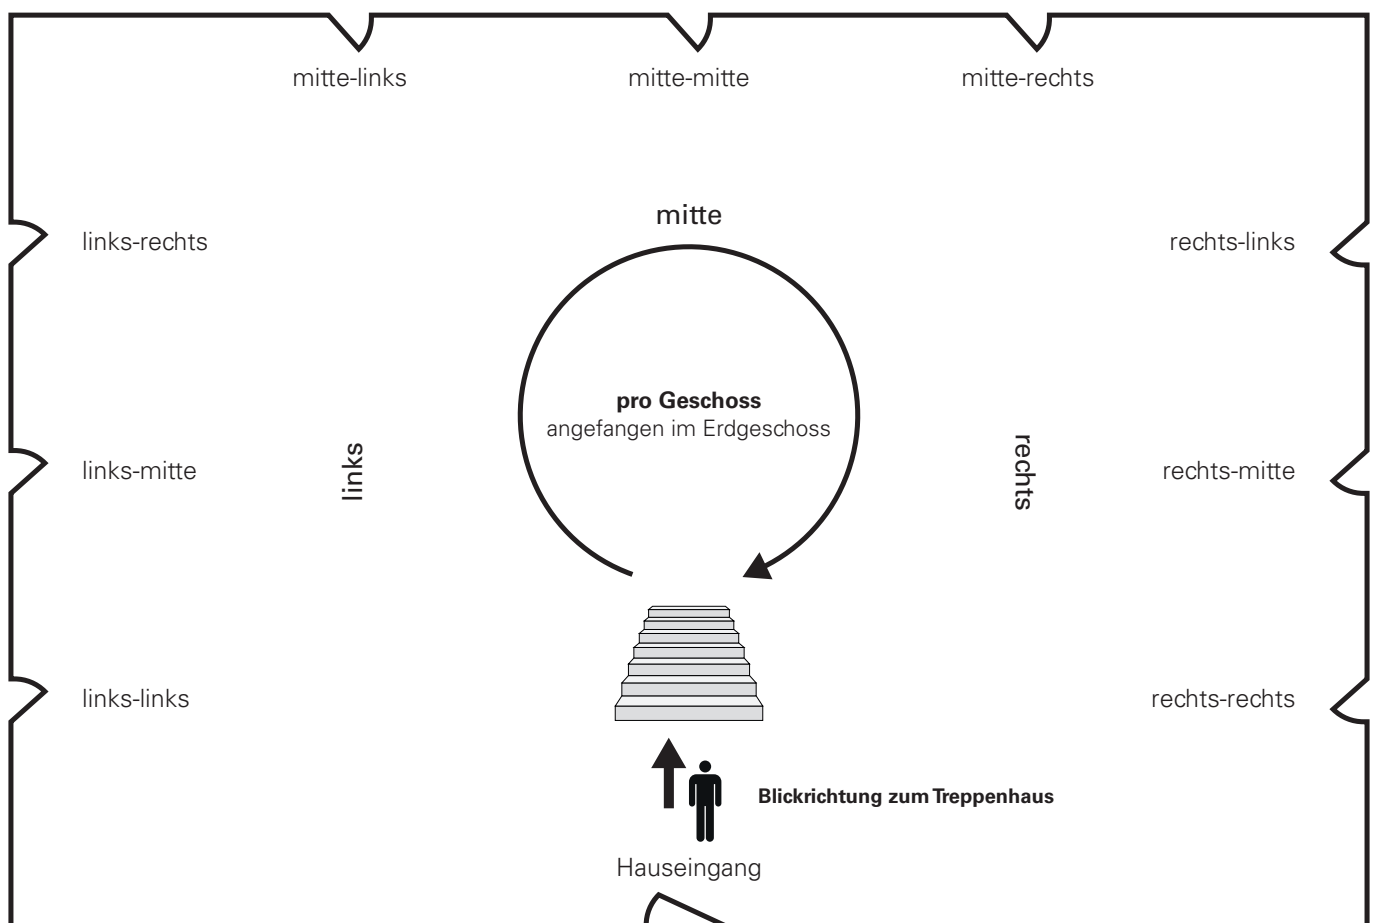 mitte-links mitte-mitte mitte-rechts
mitte
links-rechts
rechts-links
pro Geschoss
angefangen im Erdgeschoss
links-mitte
links
rechts
rechts-mitte
links-links
rechts-rechts
Blickrichtung zum Treppenhaus
Hauseingang